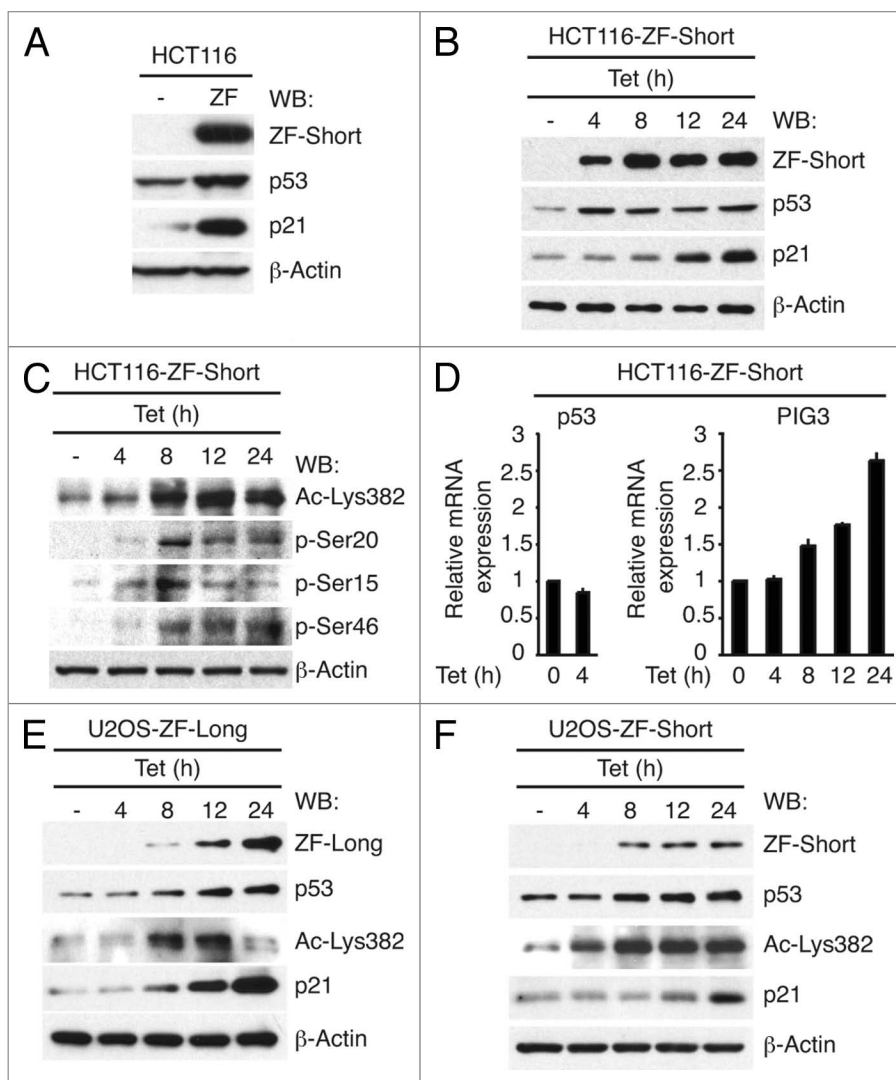 A
HCT116
- ZF WB:
ZF-Short
p53
p21
β-Actin
B
HCT116-ZF-Short
Tet (h)
- 4 8 12 24 WB:
ZF-Short
p53
p21
β-Actin
C
HCT116-ZF-Short
Tet (h)
- 4 8 12 24 WB:
Ac-Lys382
p-Ser20
p-Ser15
p-Ser46
β-Actin
D
HCT116-ZF-Short
p53
Relative mRNA
expression
3
2.5
2
1.5
1
0.5
0
Tet (h) 0 4
PIG3
Relative mRNA
expression
3
2.5
2
1.5
1
0.5
0
Tet (h) 0 4 8 12 24
E
U2OS-ZF-Long
Tet (h)
- 4 8 12 24 WB:
ZF-Long
p53
Ac-Lys382
p21
β-Actin
F
U2OS-ZF-Short
Tet (h)
- 4 8 12 24 WB:
ZF-Short
p53
Ac-Lys382
p21
β-Actin